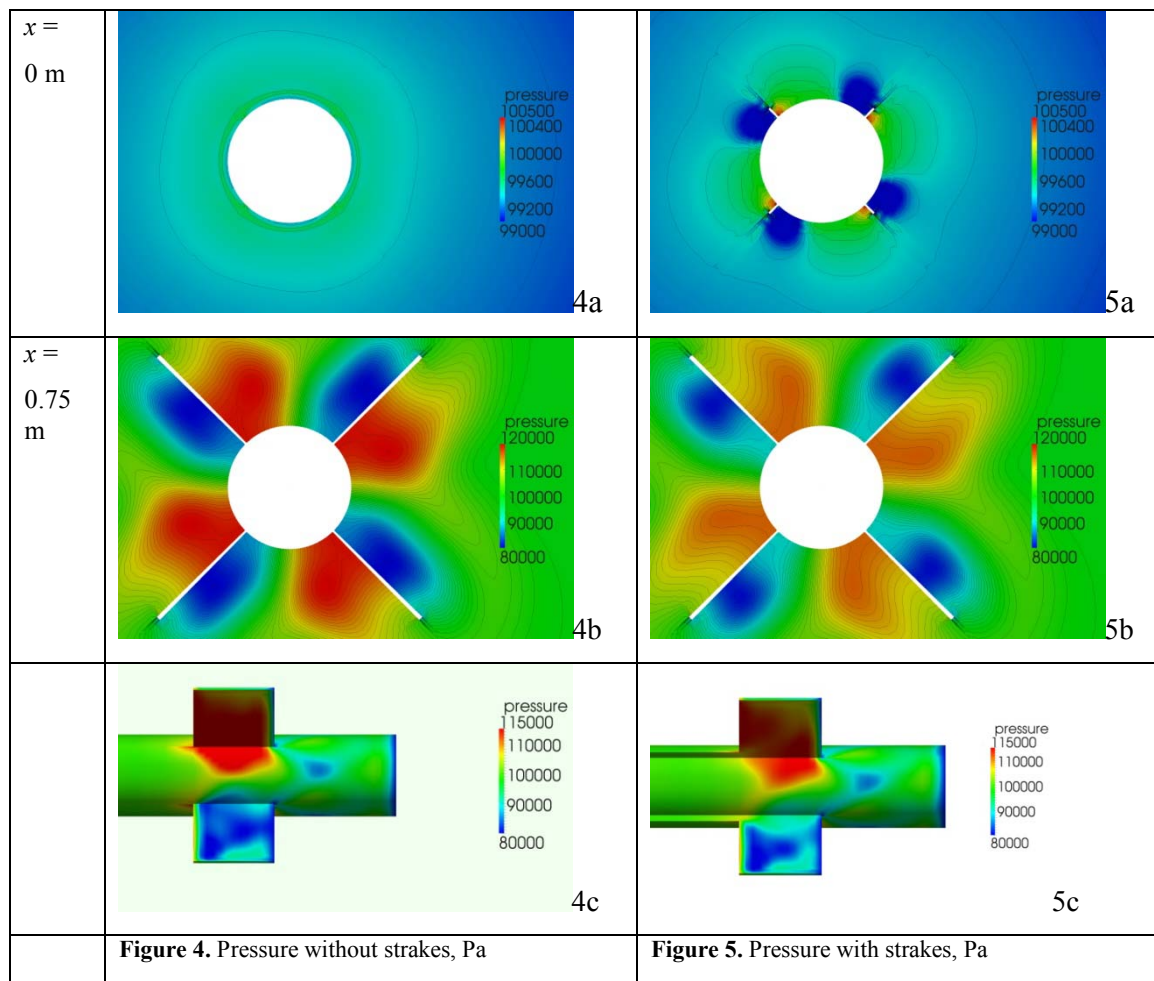 x =
0 m
pressure
100500
100400
100000
99600
99200
99000
4a
pressure
100500
100400
100000
99600
99200
99000
5a
x =
0.75
m
pressure
120000
110000
100000
90000
80000
4b
pressure
120000
110000
100000
90000
80000
5b
pressure
115000
110000
100000
90000
80000
4c
pressure
115000
110000
100000
90000
80000
5c
Figure 4. Pressure without strakes, Pa
Figure 5. Pressure with strakes, Pa